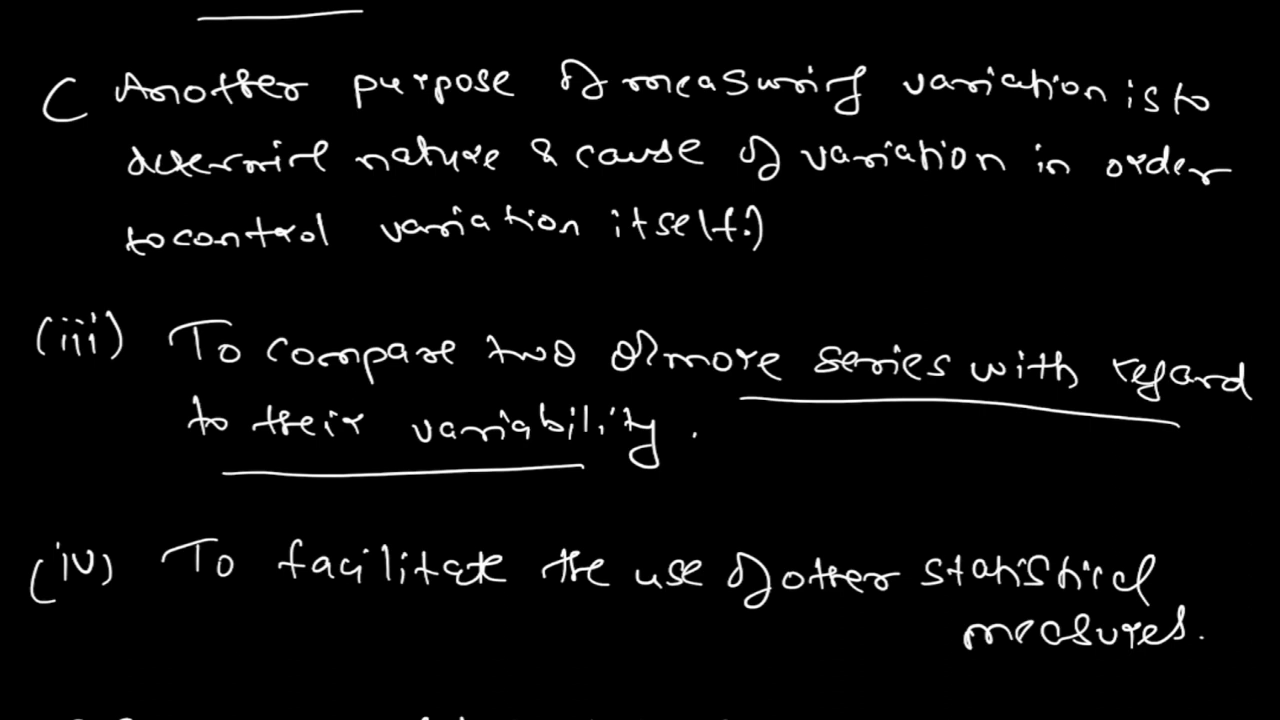 ( Another purpose of measuring variation is to
determine nature & cause of variation in order
to control variation itself.)
(iii) To compare two or more series with regard
to their variability.
(iv) To facilitate the use of other statistical
measures.